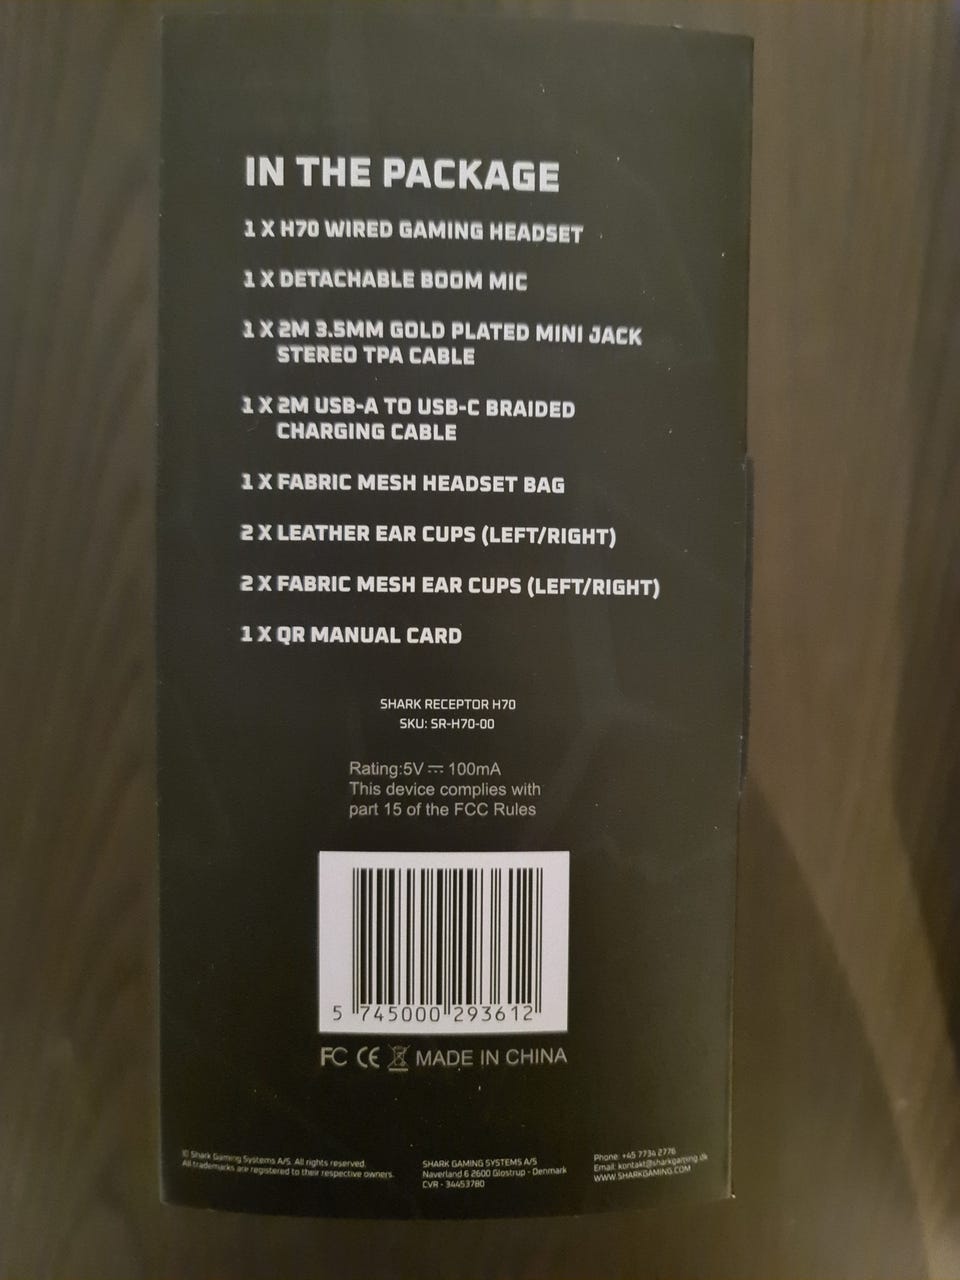 IN THE PACKAGE
1 X H70 WIRED GAMING HEADSET
1 X DETACHABLE BOOM MIC
1 X 2M 3.5MM GOLD PLATED MINI JACK
STEREO TPA CABLE
1 X 2M USB-A TO USB-C BRAIDED
CHARGING CABLE
1 X FABRIC MESH HEADSET BAG
2 X LEATHER EAR CUPS (LEFT/RIGHT)
2 X FABRIC MESH EAR CUPS (LEFT/RIGHT)
1 X QR MANUAL CARD
SHARK RECEPTOR H70
SKU: SR-H70-00
Rating:5V ⎓ 100mA
This device complies with
part 15 of the FCC Rules
5 745000 293612
FC CE MADE IN CHINA
© Shark Gaming Systems A/S. All rights reserved.
All trademarks are registered to their respective owners.
SHARK GAMING SYSTEMS A/S
Naverland 6 2600 Glostrup - Denmark
CVR - 34453780
Phone: +45 7734 2776
Email: kontakt@sharkgaming.dk
WWW.SHARKGAMING.COM